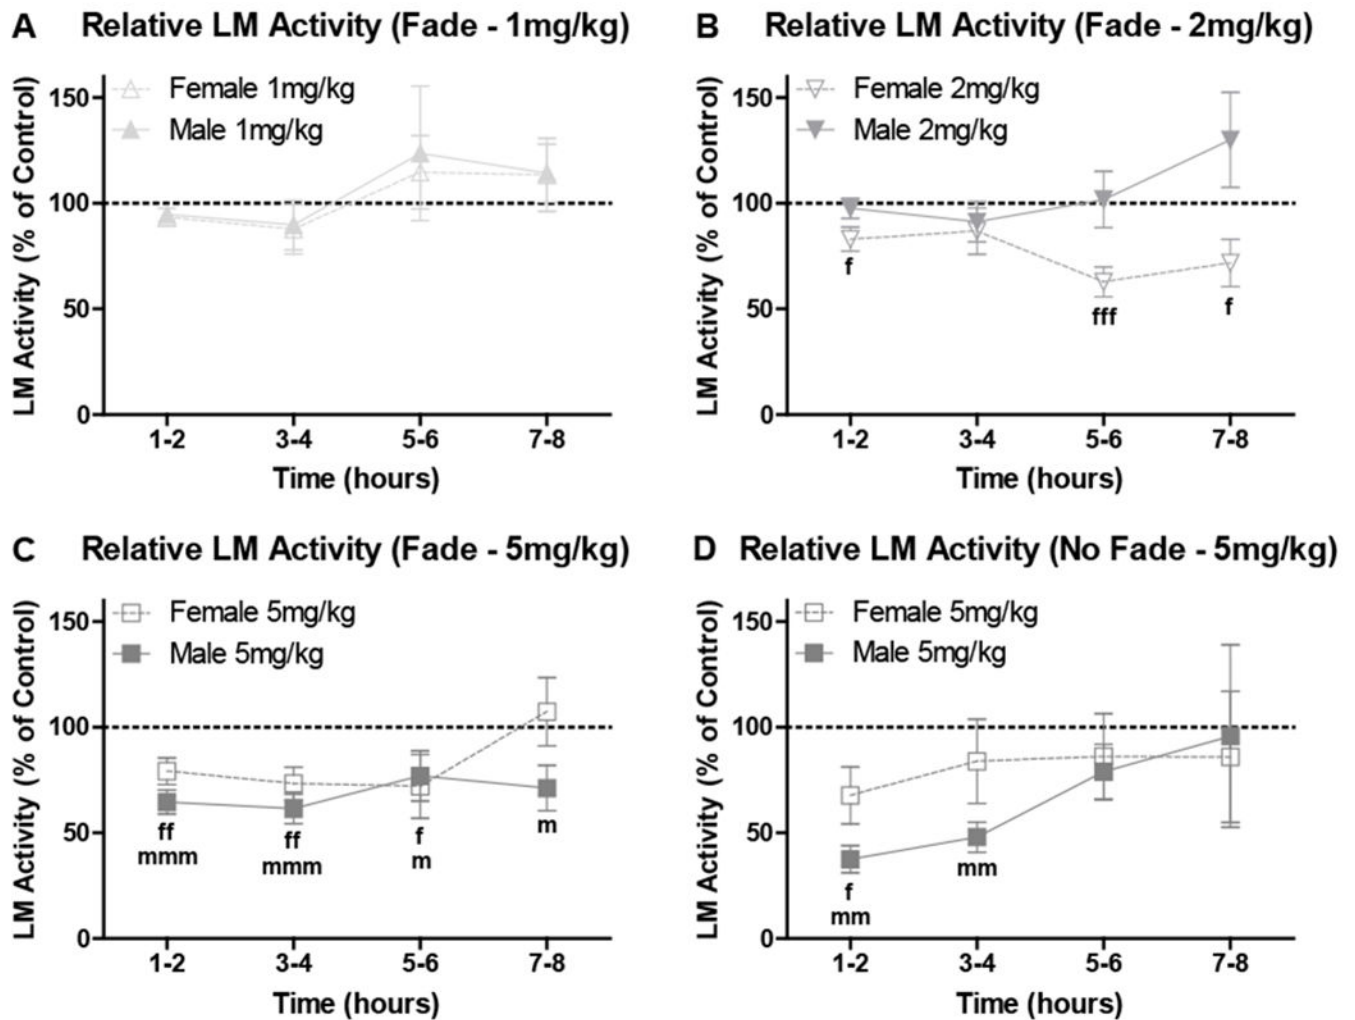 A Relative LM Activity (Fade - 1mg/kg)
Female 1mg/kg
Male 1mg/kg
LM Activity (% of Control)
150
100
50
0
1-2 3-4 5-6 7-8
Time (hours)
B Relative LM Activity (Fade - 2mg/kg)
Female 2mg/kg
Male 2mg/kg
LM Activity (% of Control)
150
100
50
0
f
fff
f
1-2 3-4 5-6 7-8
Time (hours)
C Relative LM Activity (Fade - 5mg/kg)
Female 5mg/kg
Male 5mg/kg
LM Activity (% of Control)
150
100
50
0
ff
mmm
ff
mmm
f
m
m
1-2 3-4 5-6 7-8
Time (hours)
D Relative LM Activity (No Fade - 5mg/kg)
Female 5mg/kg
Male 5mg/kg
LM Activity (% of Control)
150
100
50
0
f
mm
mm
1-2 3-4 5-6 7-8
Time (hours)